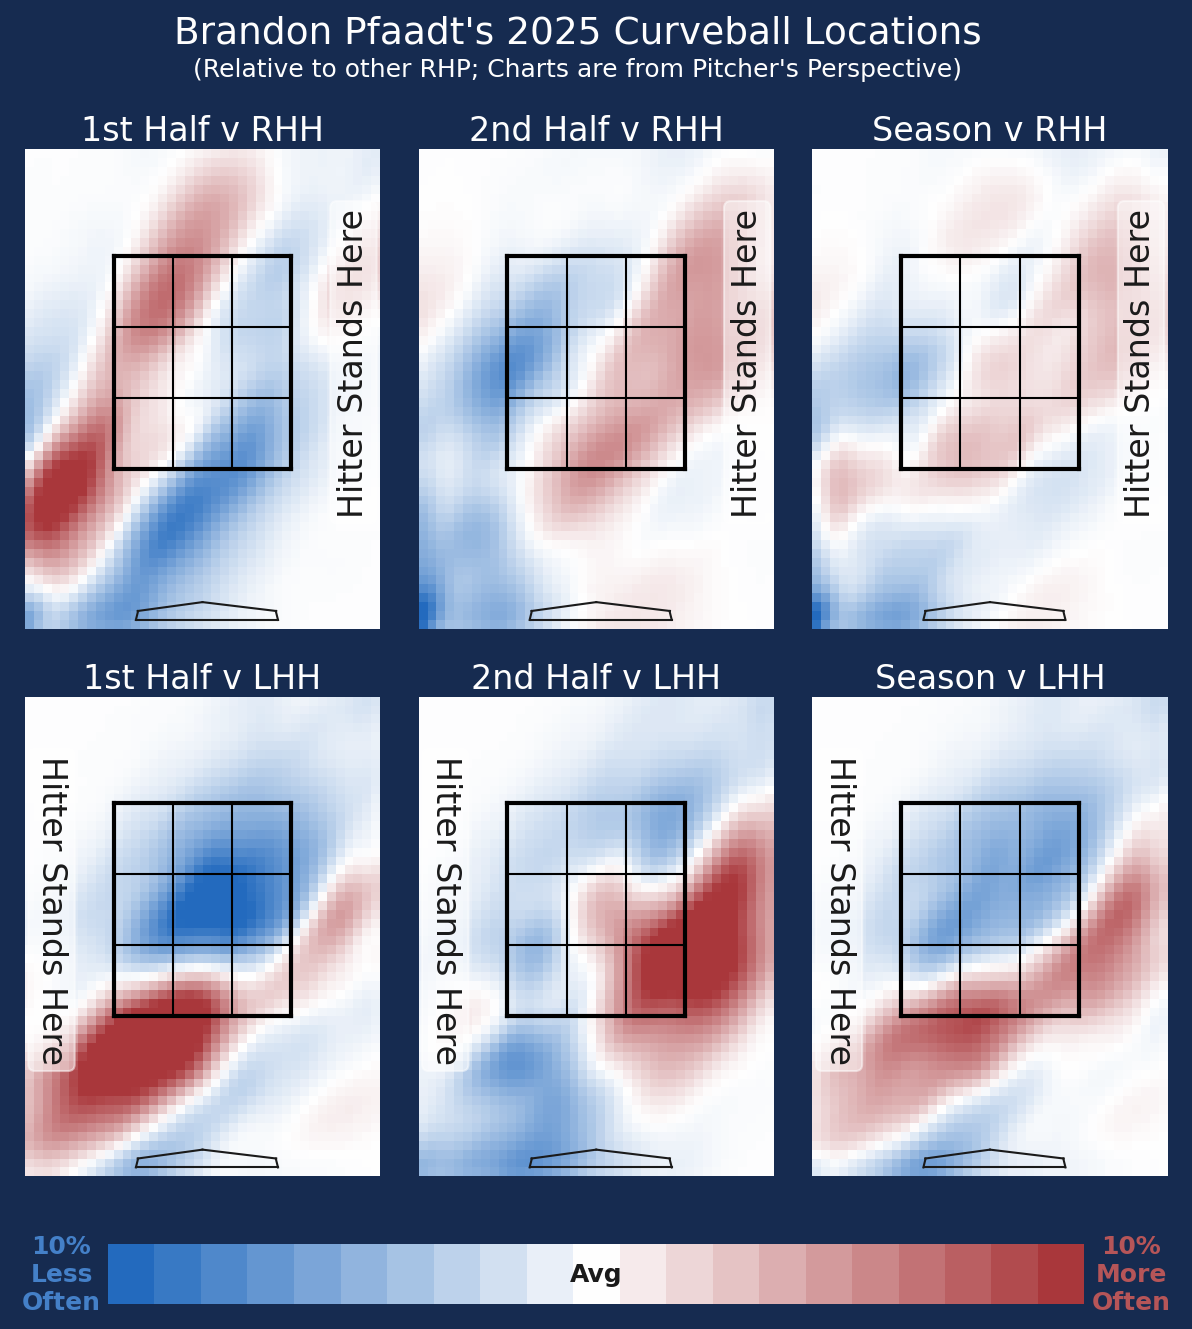 Brandon Pfaadt's 2025 Curveball Locations
(Relative to other RHP; Charts are from Pitcher's Perspective)
1st Half v RHH
2nd Half v RHH
Season v RHH
Hitter Stands Here
Hitter Stands Here
Hitter Stands Here
1st Half v LHH
2nd Half v LHH
Season v LHH
Hitter Stands Here
Hitter Stands Here
Hitter Stands Here
10%
Less
Often
Avg
10%
More
Often